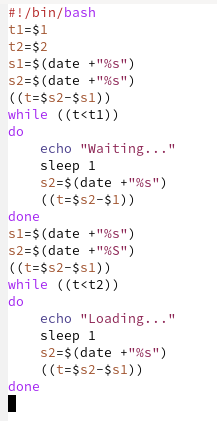 #!/bin/bash
t1=$1
t2=$2
s1=$(date +"%s")
s2=$(date +"%s")
((t=$s2-$s1))
while ((t<t1))
do
    echo "Waiting..."
    sleep 1
    s2=$(date +"%s")
    ((t=$s2-$1))
done
s1=$(date +"%s")
s2=$(date +"%S")
((t=$s2-$s1))
while ((t<t2))
do
    echo "Loading..."
    sleep 1
    s2=$(date +"%s")
    ((t=$s2-$s1))
done